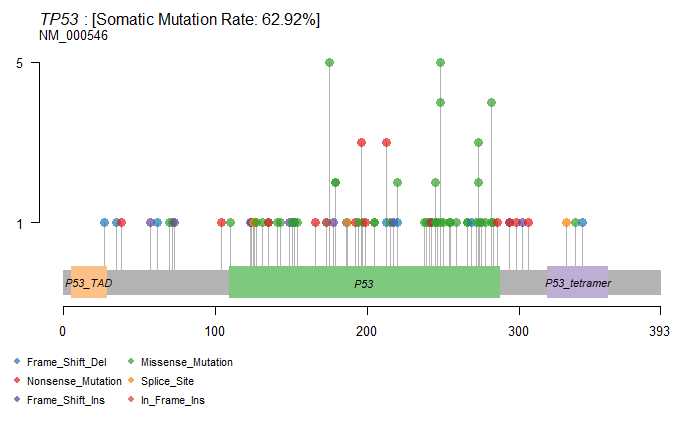 TP53 : [Somatic Mutation Rate: 62.92%]
NM_000546
5
1
P53_TAD P53 P53_tetramer
0 100 200 300 393
Frame_Shift_Del Missense_Mutation
Nonsense_Mutation Splice_Site
Frame_Shift_Ins In_Frame_Ins